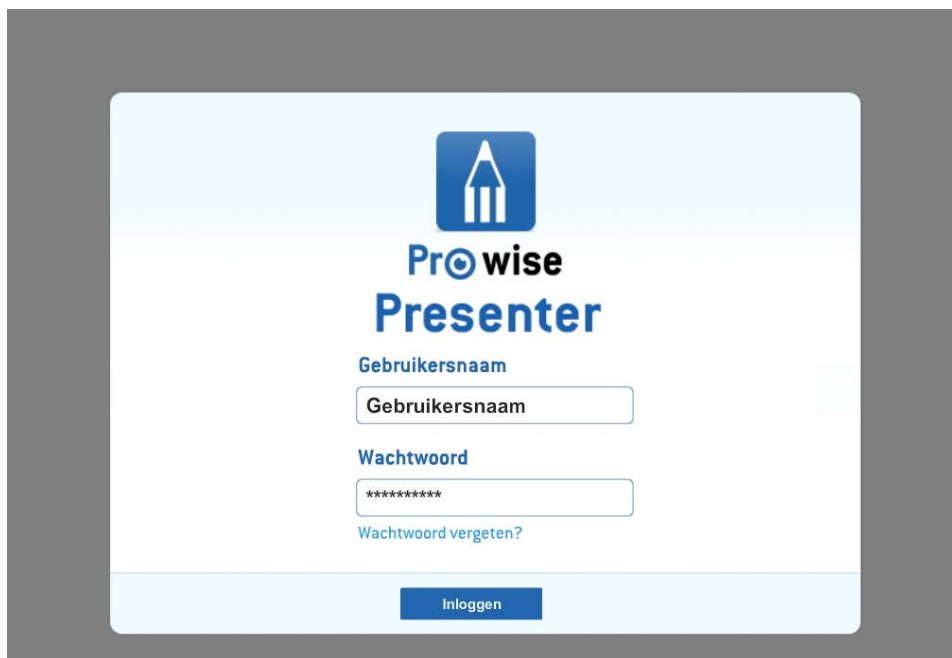 Prowise
Presenter
Gebruikersnaam
Gebruikersnaam
Wachtwoord
**********
Wachtwoord vergeten?
Inloggen